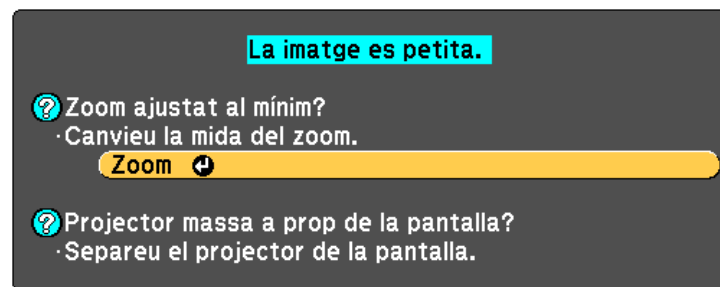 La imatge es petita.
Zoom ajustat al mínim?
·Canvieu la mida del zoom.
Zoom
Projector massa a prop de la pantalla?
·Separeu el projector de la pantalla.